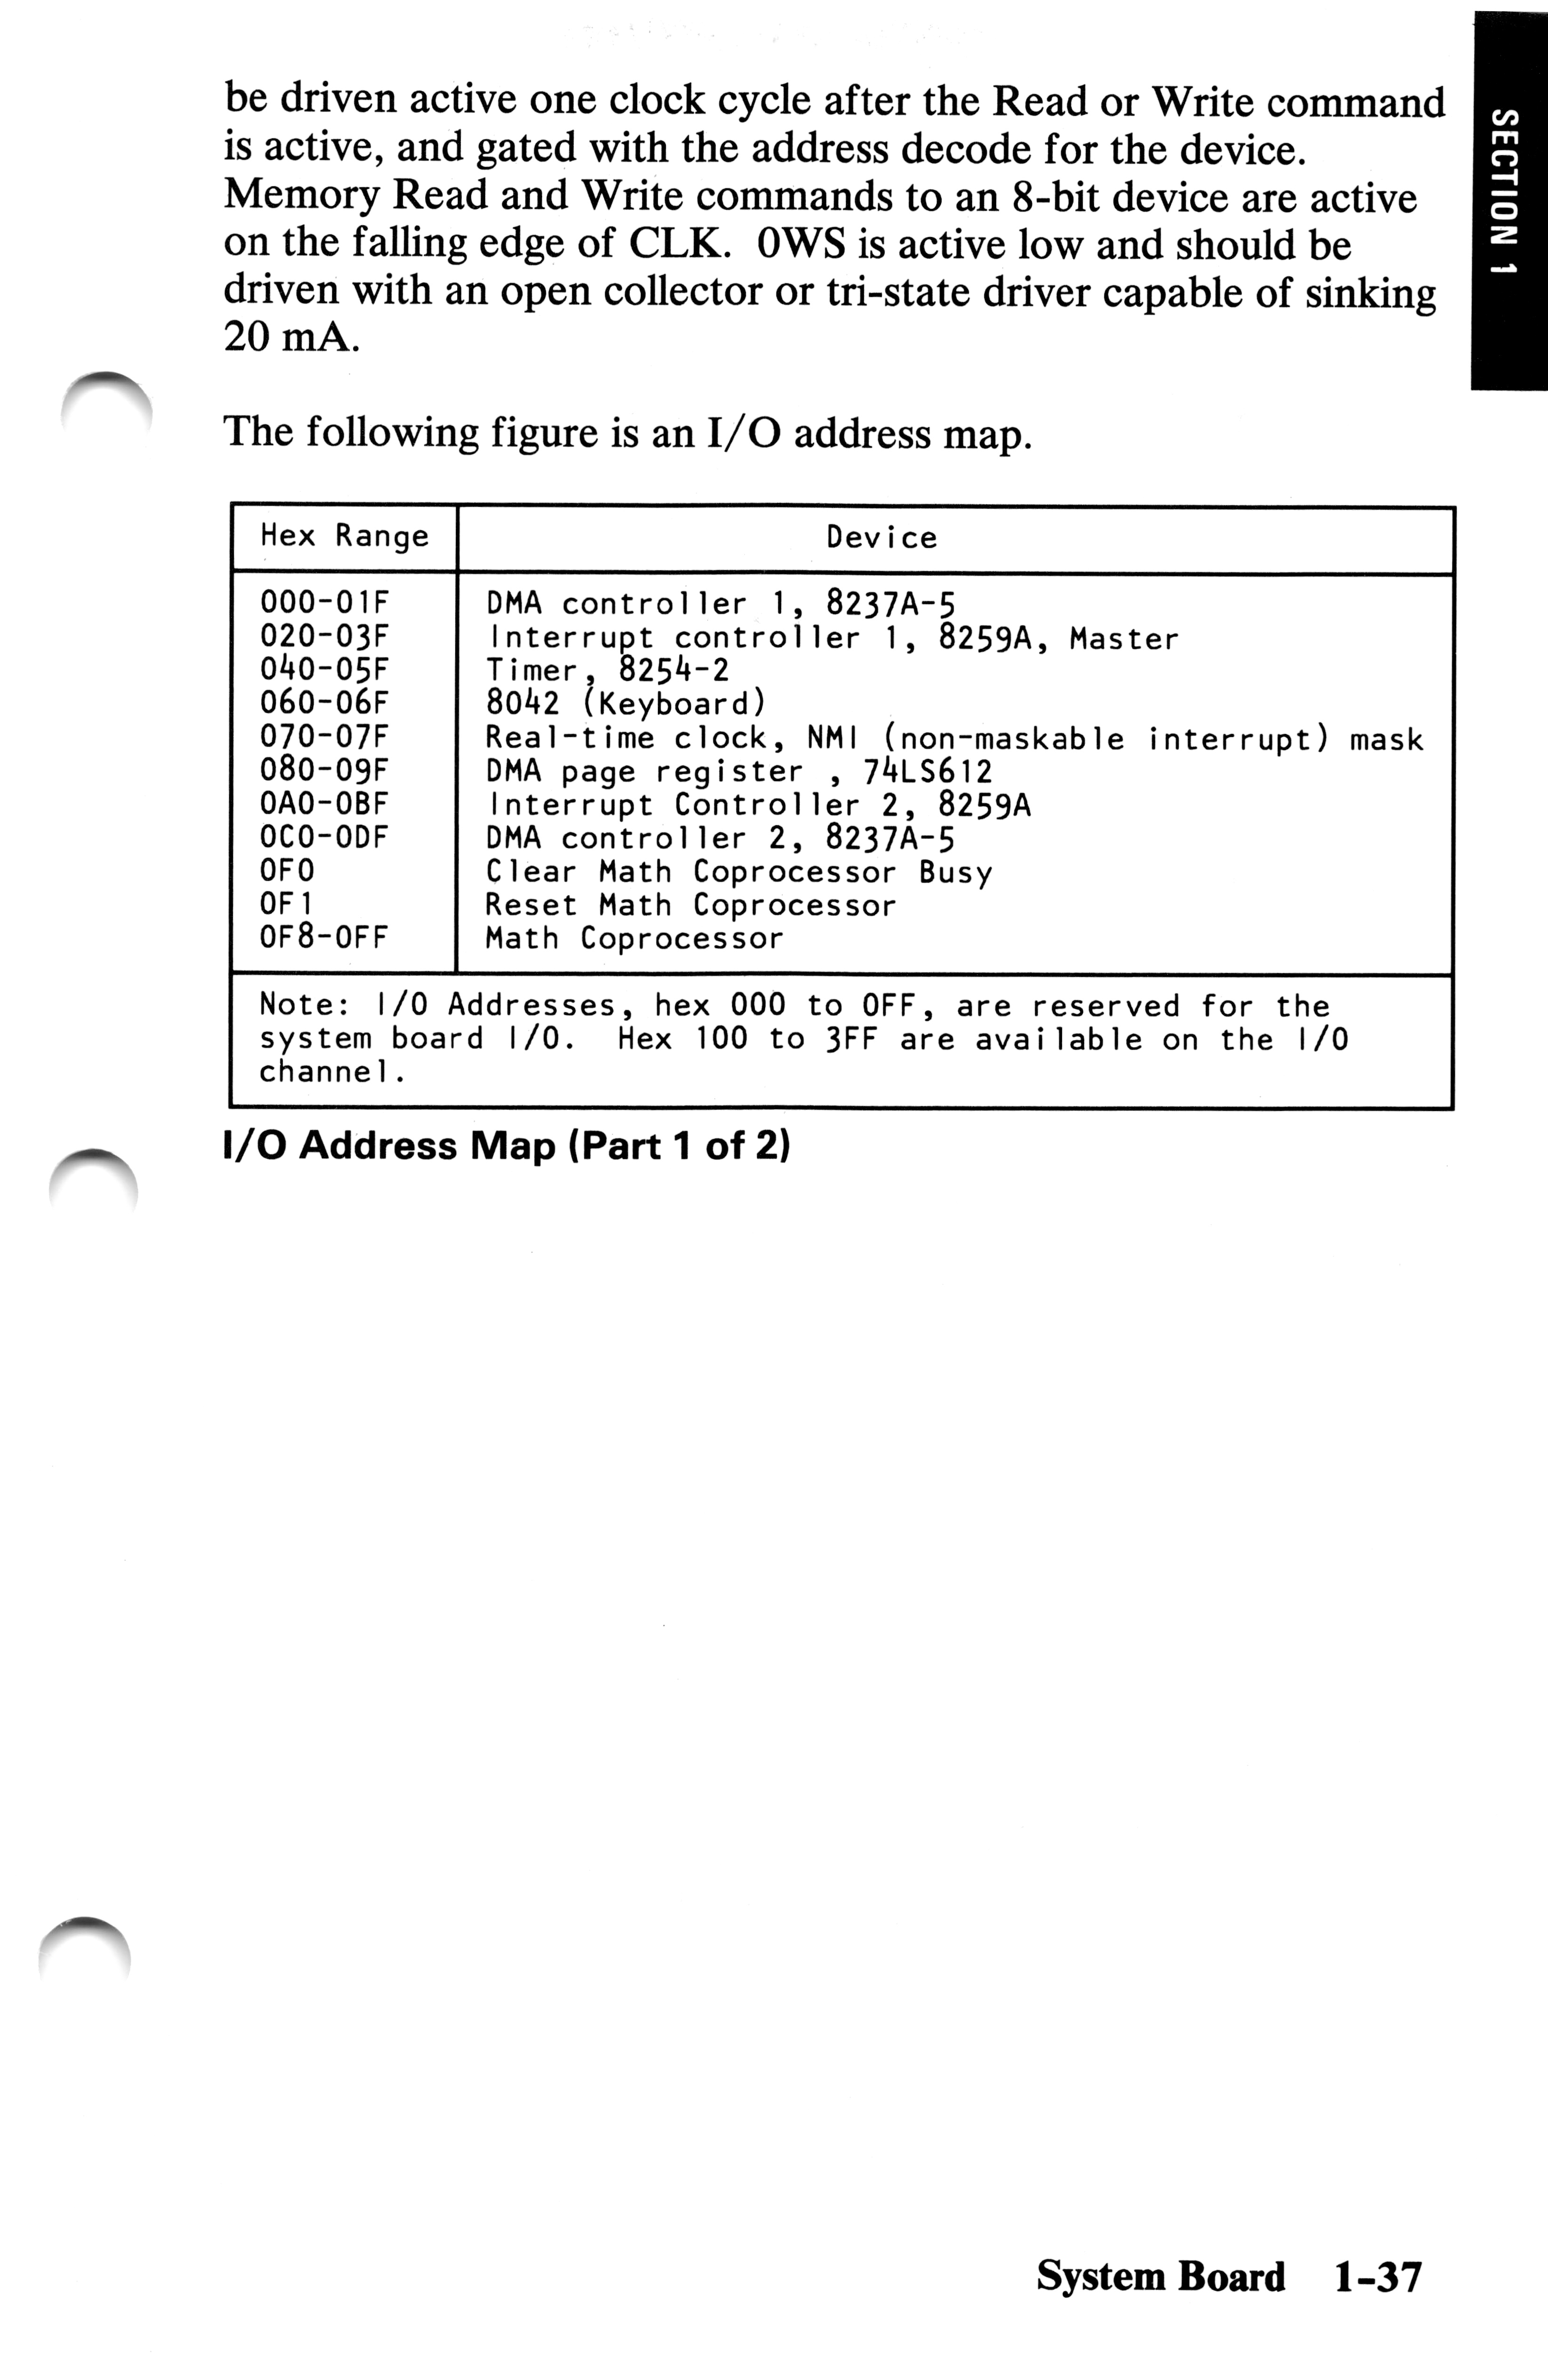 be driven active one clock cycle after the Read or Write command
is active, and gated with the address decode for the device.
Memory Read and Write commands to an 8-bit device are active
on the falling edge of CLK.  0WS is active low and should be
driven with an open collector or tri-state driver capable of sinking
20 mA.
SECTION 1
The following figure is an I/O address map.
Hex Range Device
000-01F DMA controller 1, 8237A-5
020-03F Interrupt controller 1, 8259A, Master
040-05F Timer, 8254-2
060-06F 8042 (Keyboard)
070-07F Real-time clock, NMI (non-maskable interrupt) mask
080-09F DMA page register , 74LS612
0A0-0BF Interrupt Controller 2, 8259A
0C0-0DF DMA controller 2, 8237A-5
0F0 Clear Math Coprocessor Busy
0F1 Reset Math Coprocessor
0F8-0FF Math Coprocessor
Note: I/O Addresses, hex 000 to 0FF, are reserved for the
system board I/O.  Hex 100 to 3FF are available on the I/O
channel.
I/O Address Map (Part 1 of 2)
System Board 1-37